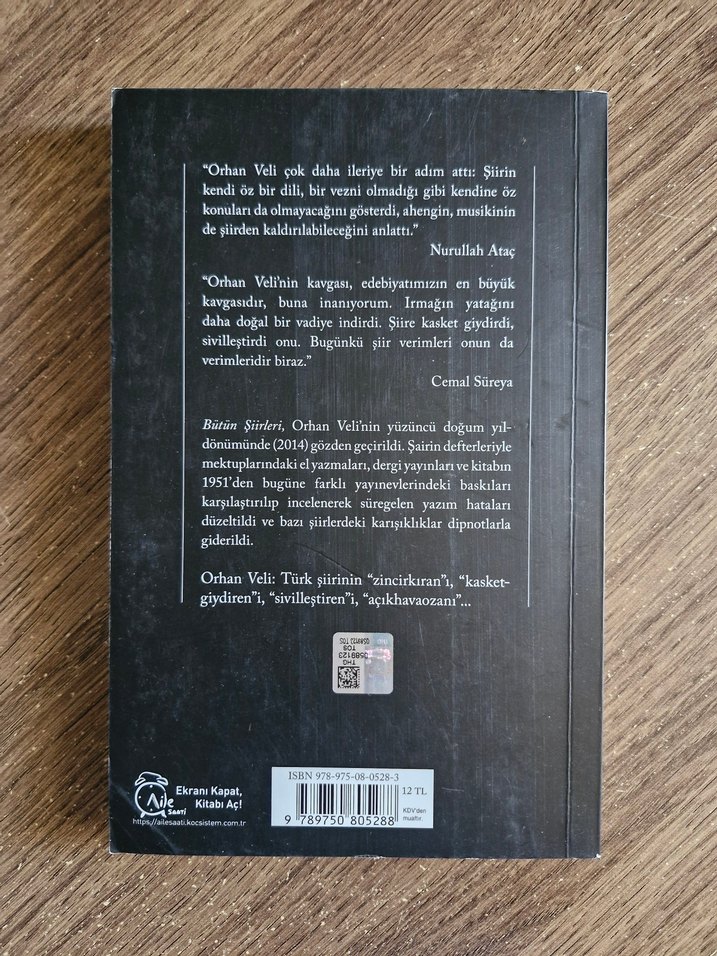 “Orhan Veli çok daha ileriye bir adım attı: Şiirin
kendi öz bir dili, bir vezni olmadığı gibi kendine öz
konuları da olmayacağını gösterdi, ahengin, musikinin
de şiirden kaldırılabileceğini anlattı.”
Nurullah Ataç
“Orhan Veli’nin kavgası, edebiyatımızın en büyük
kavgasıdır, buna inanıyorum. Irmağın yatağını
daha doğal bir vadiye indirdi. Şiire kasket giydirdi,
sivilleştirdi onu. Bugünkü şiir verimleri onun da
verimleridir biraz.”
Cemal Süreya
Bütün Şiirleri, Orhan Veli’nin yüzüncü doğum yıl-
dönümünde (2014) gözden geçirildi. Şairin defterleriyle
mektuplarındaki el yazmaları, dergi yayınları ve kitabın
1951’den bugüne farklı yayınevlerindeki baskıları
karşılaştırılıp incelenerek süregelen yazım hataları
düzeltildi ve bazı şiirlerdeki karışıklıklar dipnotlarla
giderildi.
Orhan Veli: Türk şiirinin “zincirkıran”ı, “kasket-
giydiren”i, “sivilleştiren”i, “açıkhavaozanı”...
THG
0589123
TOS
0589123 TOS
Aile
SAATİ
Ekranı Kapat,
Kitabı Aç!
https://ailesaati.kocsistem.com.tr
ISBN 978-975-08-0528-3
12 TL
KDV'den
muaftır.
9 789750 805288